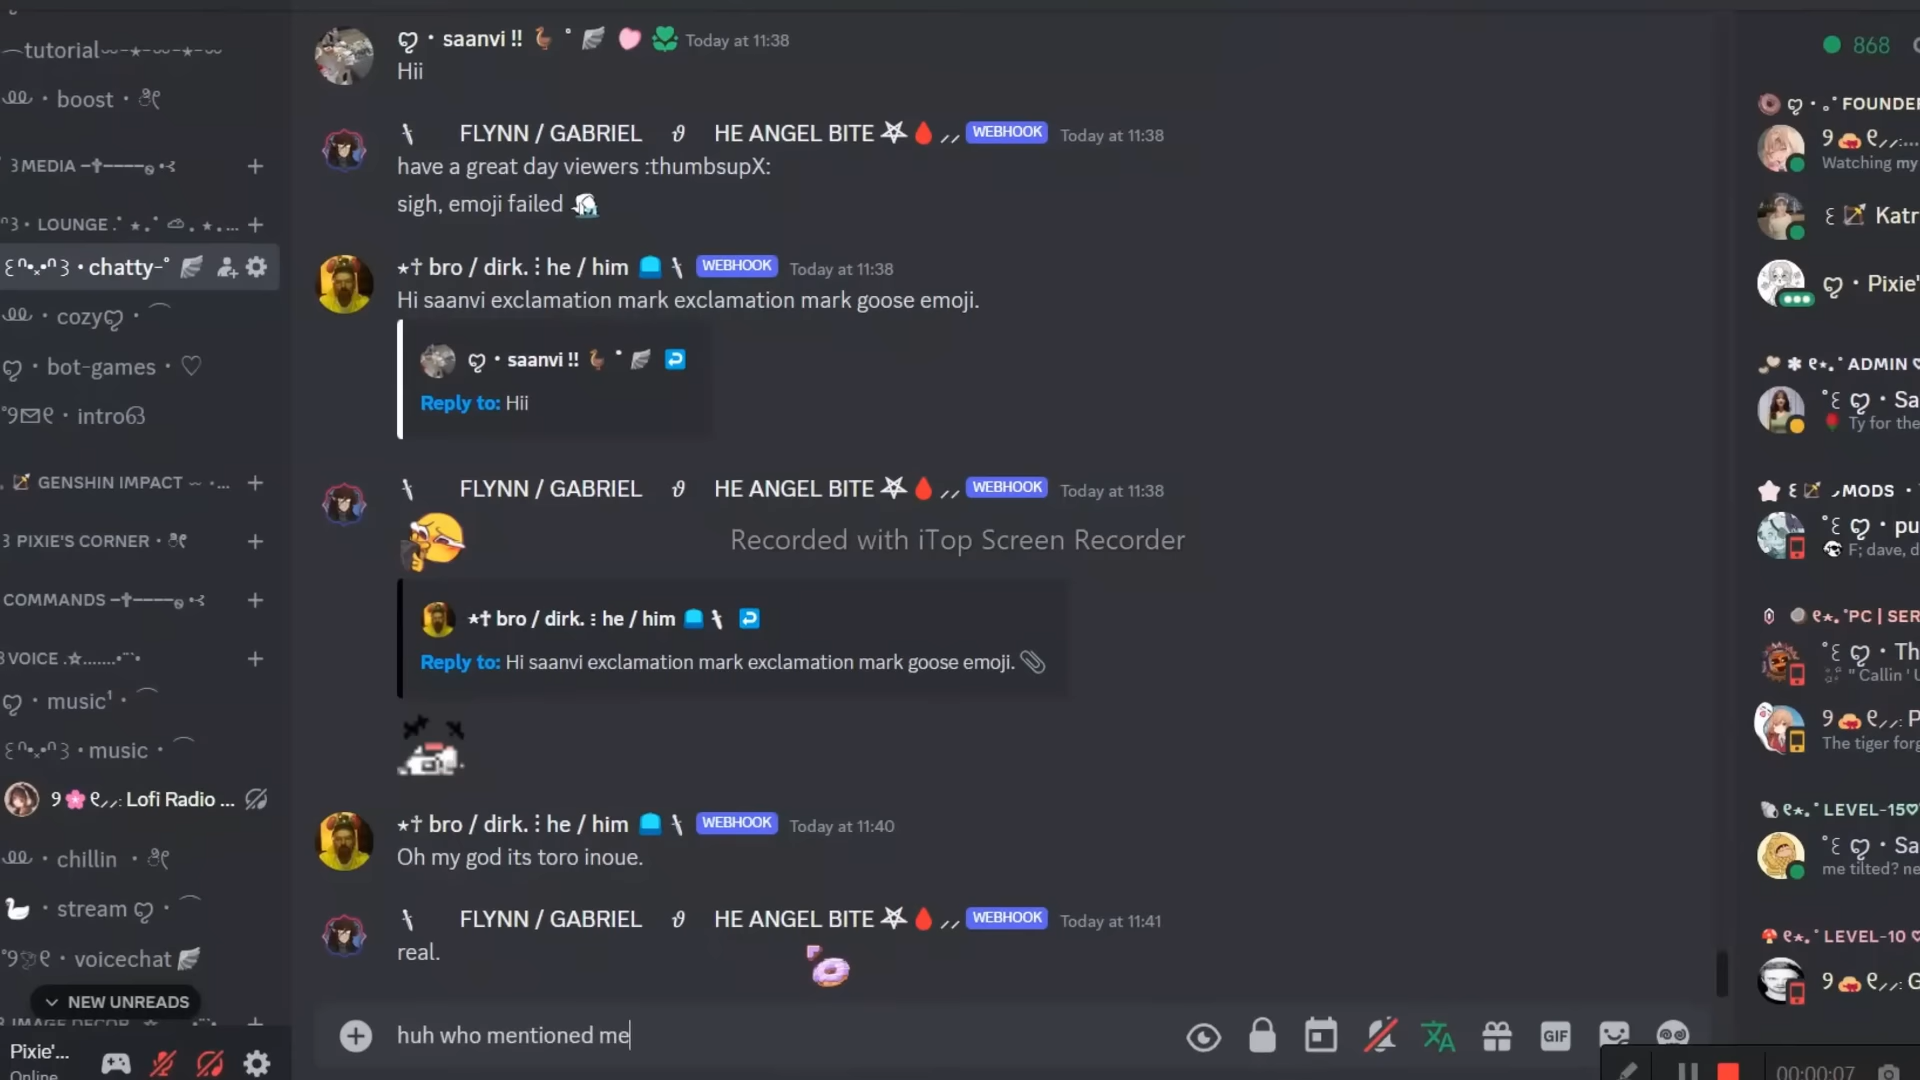 tutorial
boost
MEDIA
LOUNGE
chatty-
cozy
bot-games
intro
GENSHIN IMPACT
PIXIE'S CORNER
COMMANDS
VOICE
music¹
music
Lofi Radio ...
chillin
stream
voicechat
NEW UNREADS
Pixie'...
Online
saanvi !! Today at 11:38
Hii
FLYNN / GABRIEL HE ANGEL BITE WEBHOOK Today at 11:38
have a great day viewers :thumbsupX:
sigh, emoji failed
bro / dirk. ⫶ he / him WEBHOOK Today at 11:38
Hi saanvi exclamation mark exclamation mark goose emoji.
saanvi !!
Reply to: Hii
FLYNN / GABRIEL HE ANGEL BITE WEBHOOK Today at 11:38
Recorded with iTop Screen Recorder
bro / dirk. ⫶ he / him
Reply to: Hi saanvi exclamation mark exclamation mark goose emoji.
bro / dirk. ⫶ he / him WEBHOOK Today at 11:40
Oh my god its toro inoue.
FLYNN / GABRIEL HE ANGEL BITE WEBHOOK Today at 11:41
real.
huh who mentioned me
GIF
868
FOUNDER
Watching my
Katr
Pixie'
ADMIN
Sa
Ty for the
MODS
pu
F; dave, d
PC | SER
Th
" Callin ' U
P
The tiger forg
LEVEL-15
Sa
me tilted? ne
LEVEL-10
G
00:00:07